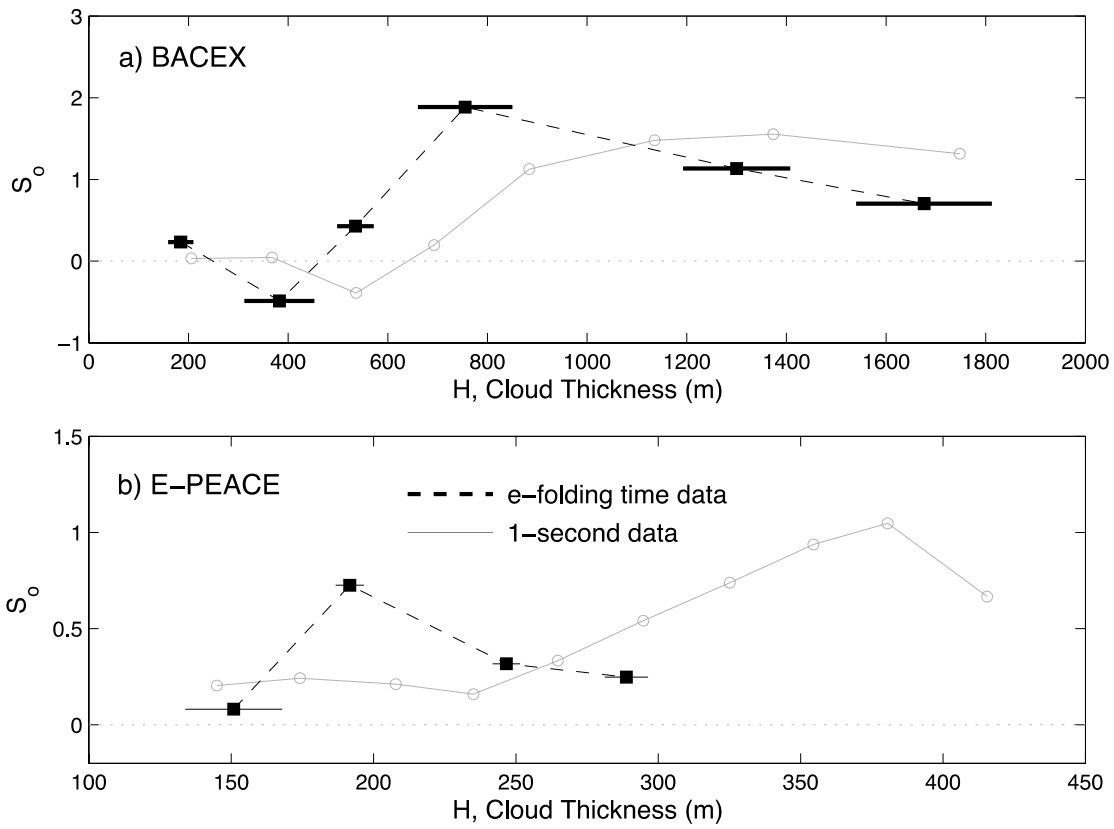 3
a) BACEX
2
1
0
−1
S_o
0 200 400 600 800 1000 1200 1400 1600 1800 2000
H, Cloud Thickness (m)
1.5
b) E−PEACE
e−folding time data
1−second data
1
0.5
0
S_o
100 150 200 250 300 350 400 450
H, Cloud Thickness (m)